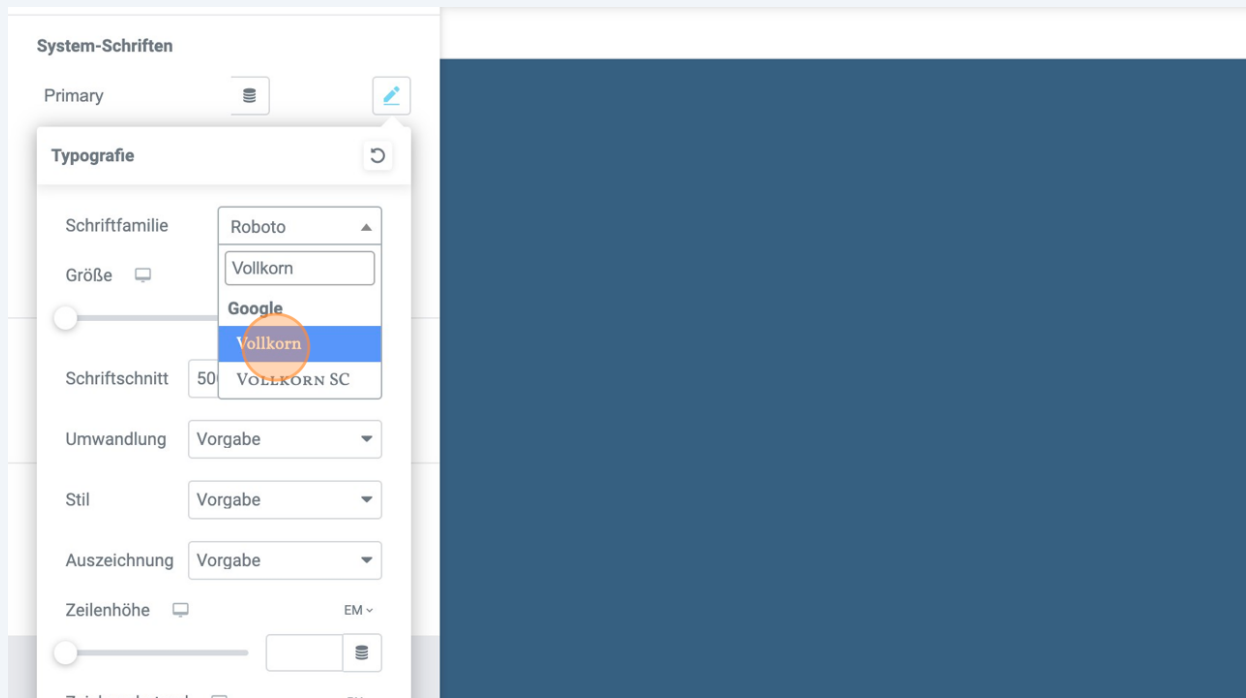 System-Schriften
Primary
Typografie
Schriftfamilie
Roboto
Vollkorn
Größe
Google
Vollkorn
Schriftschnitt
Vollkorn SC
Umwandlung Vorgabe
Stil Vorgabe
Auszeichnung Vorgabe
Zeilenhöhe EM